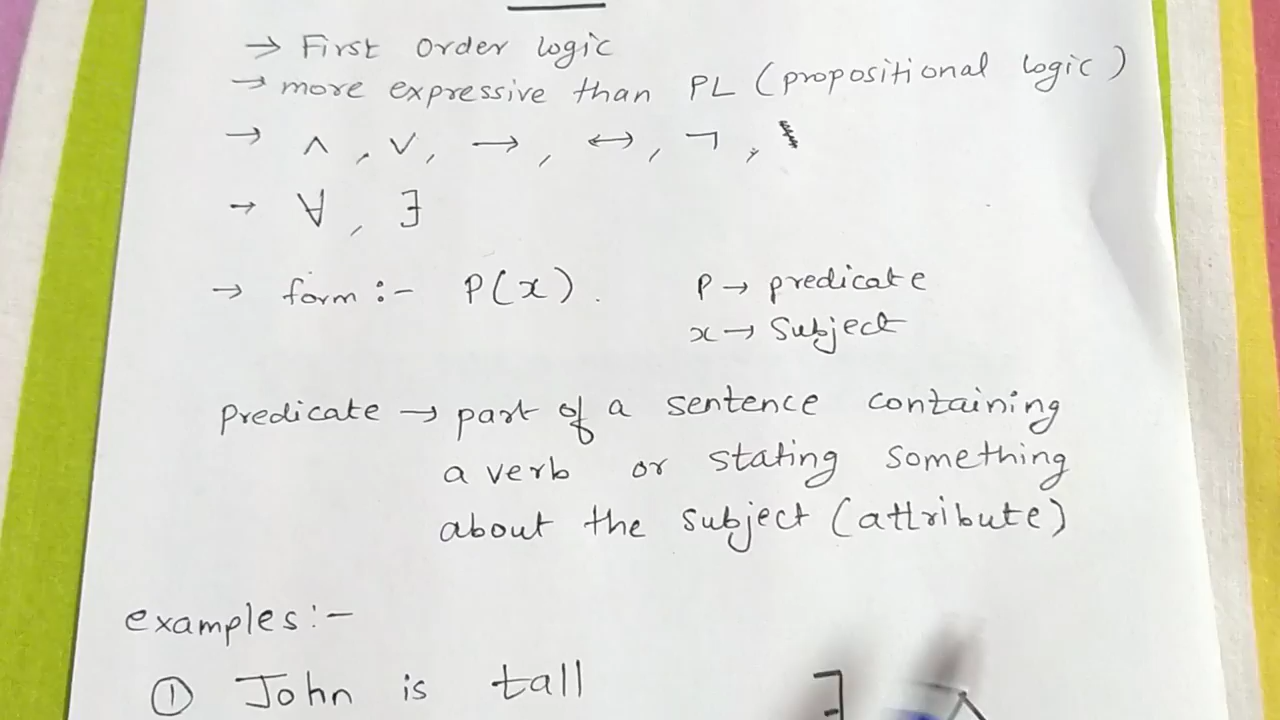 → First order logic
→ more expressive than PL (propositional logic)
→ ∧, ∨, →, ↔, ¬,
→ ∀, ∃
→ form :- P(x). P → predicate
x → Subject
predicate → part of a sentence containing
a verb or stating something
about the subject (attribute)
examples :-
① John is tall
∃